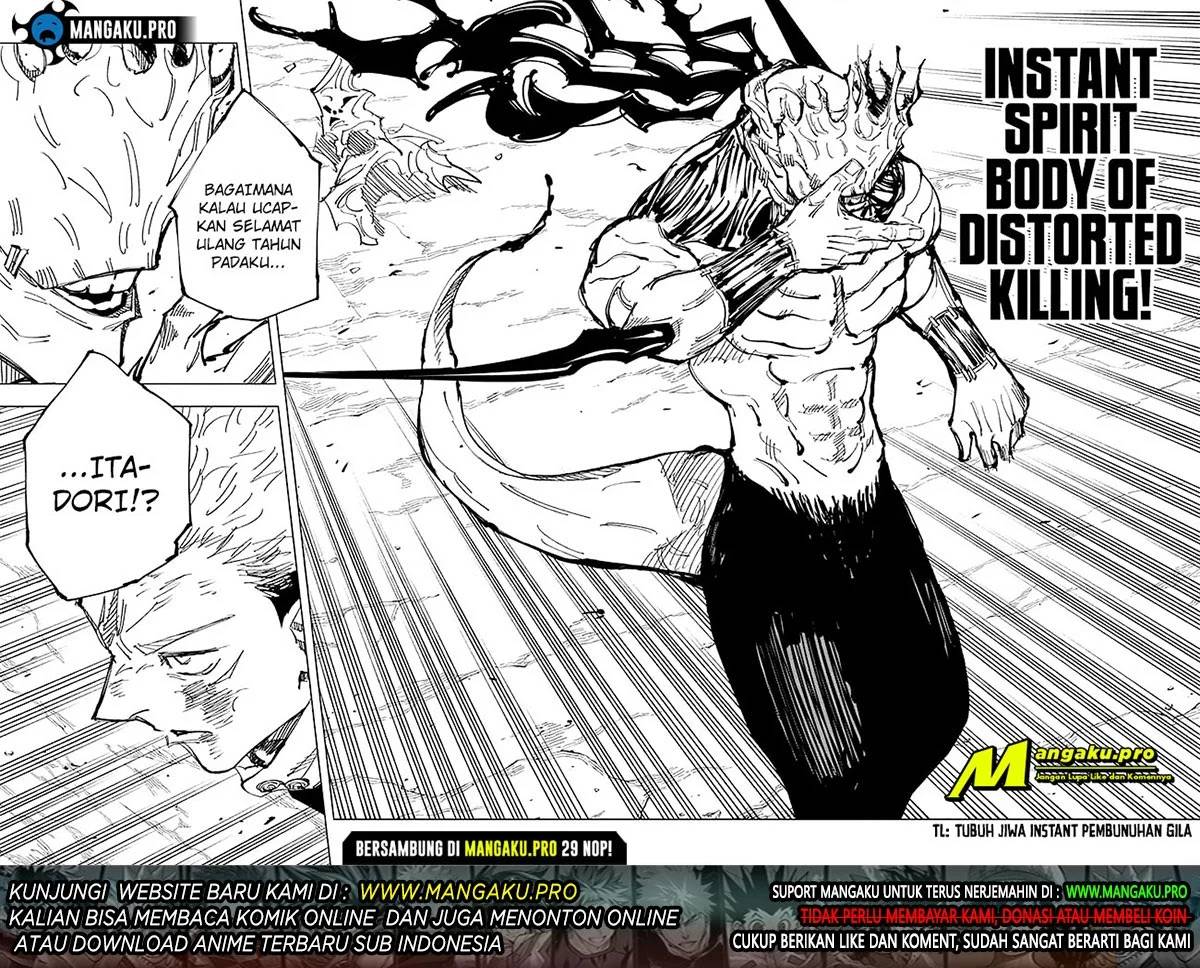 MANGAKU.PRO
INSTANT
SPIRIT
BODY OF
DISTORTED
KILLING!
BAGAIMANA
KALAU UCAP-
KAN SELAMAT
ULANG TAHUN
PADAKU...
...ITA-
DORI!?
Mangaku.pro
Jangan Lupa Like dan Komennya
TL: TUBUH JIWA INSTANT PEMBUNUHAN GILA
BERSAMBUNG DI MANGAKU.PRO 29 NOP!
KUNJUNGI WEBSITE BARU KAMI DI : WWW.MANGAKU.PRO
KALIAN BISA MEMBACA KOMIK ONLINE DAN JUGA MENONTON ONLINE
ATAU DOWNLOAD ANIME TERBARU SUB INDONESIA
SUPORT MANGAKU UNTUK TERUS NERJEMAHIN DI : WWW.MANGAKU.PRO
TIDAK PERLU MEMBAYAR KAMI, DONASI ATAU MEMBELI KOIN
CUKUP BERIKAN LIKE DAN KOMENT, SUDAH SANGAT BERARTI BAGI KAMI